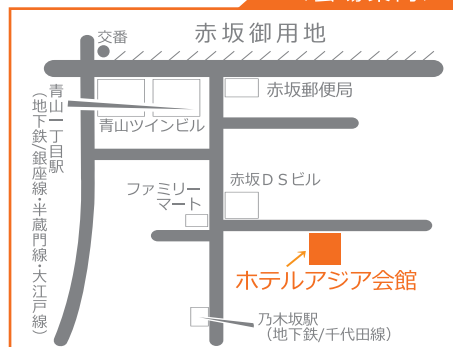 交番
赤坂御用地
赤坂郵便局
青山ツインビル
青山一丁目駅
(地下鉄/銀座線・半蔵門線・大江戸線)
ファミリー
マート
赤坂DSビル
ホテルアジア会館
乃木坂駅
(地下鉄/千代田線)